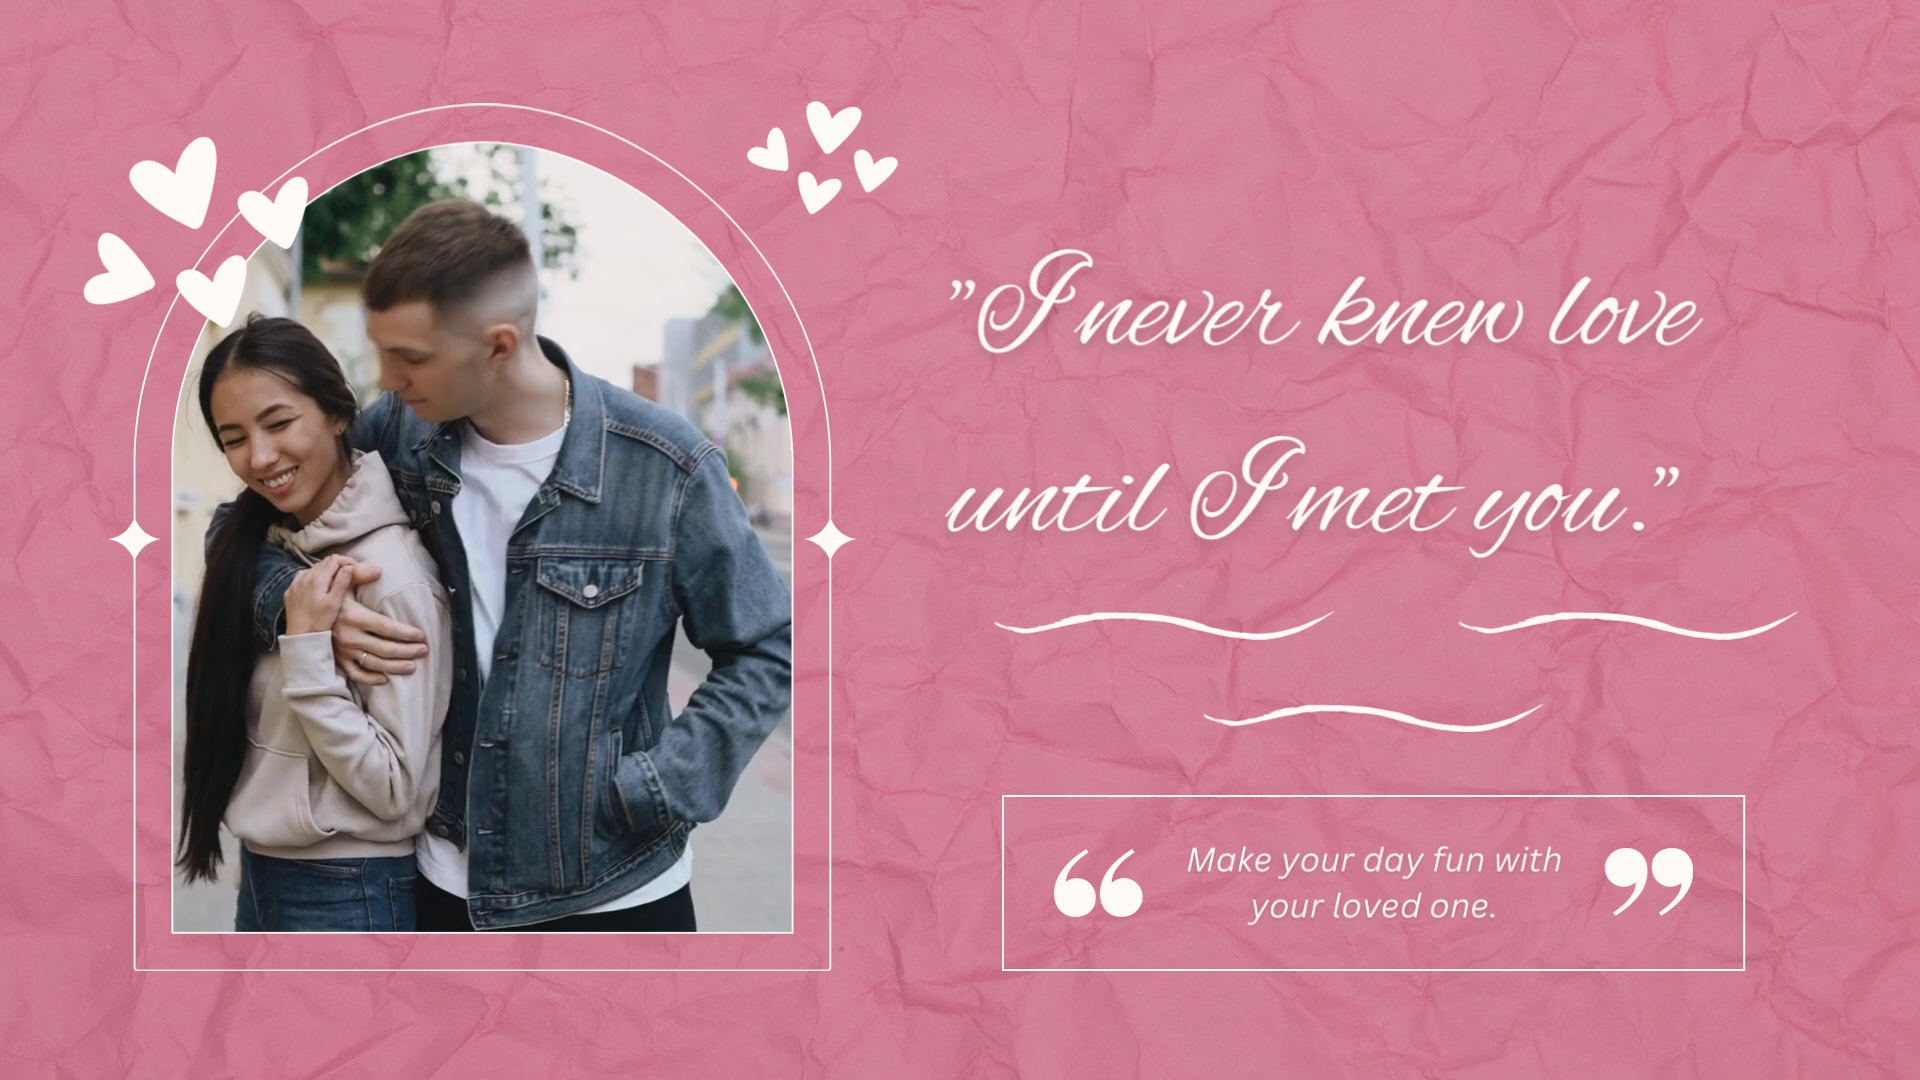 ”I never knew love
until I met you.”
“ Make your day fun with ”
your loved one.